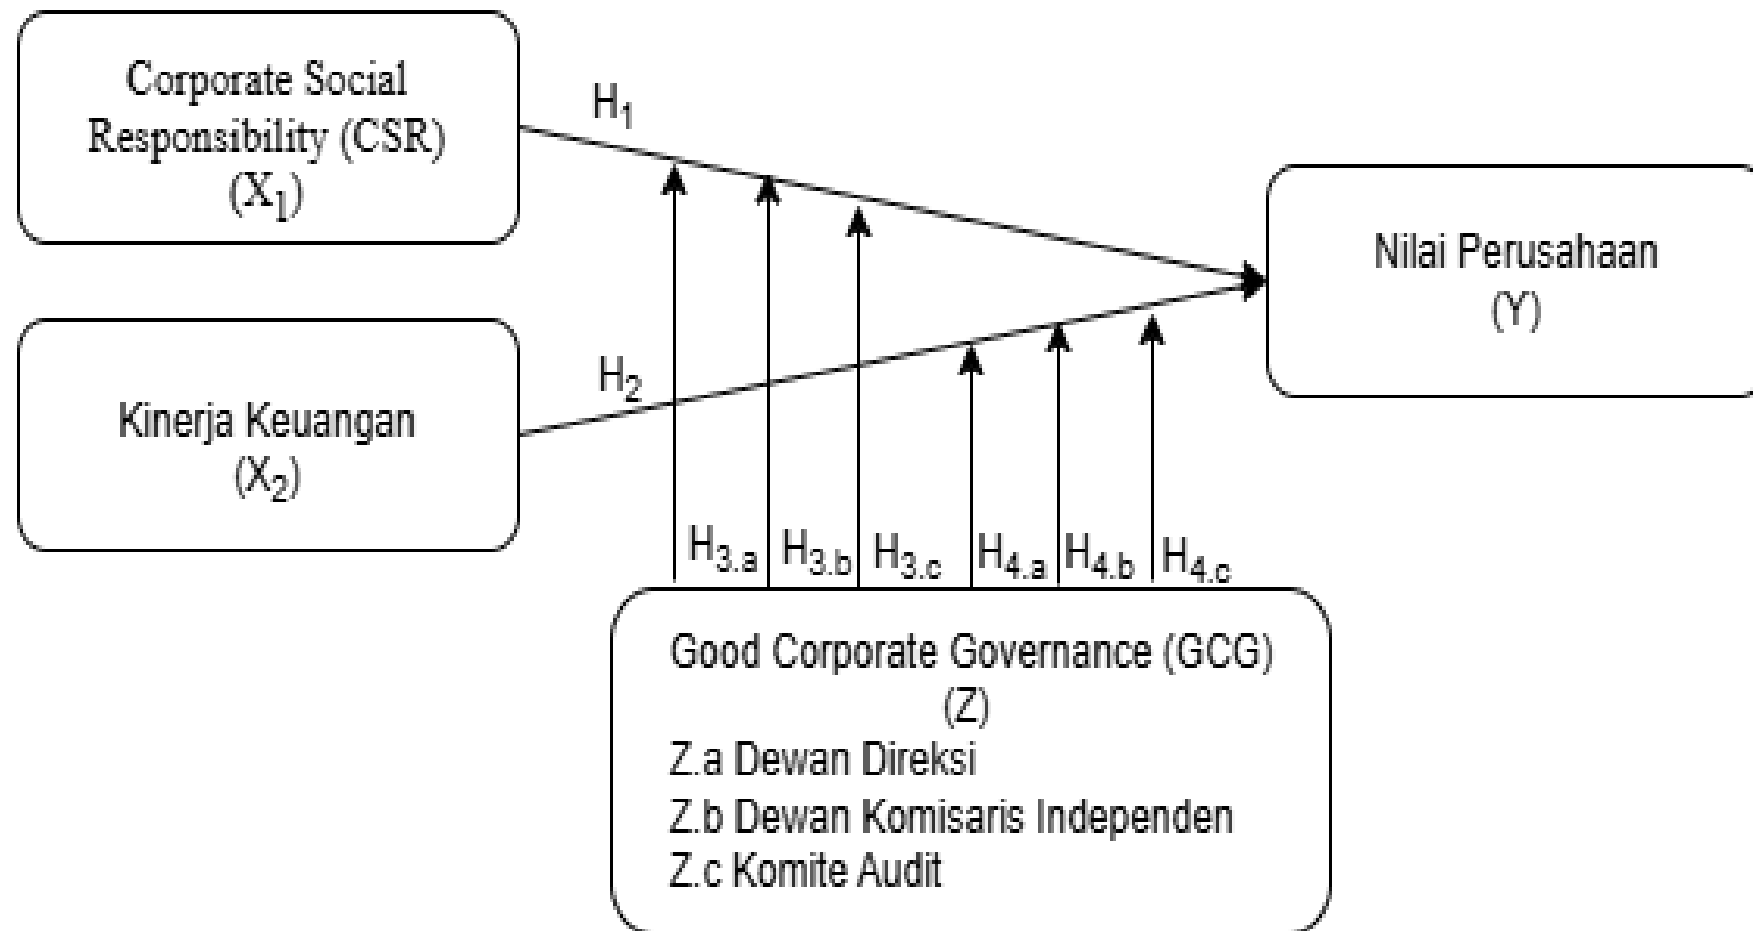 Corporate Social
Responsibility (CSR)
(X₁)
H₁
Nilai Perusahaan
(Y)
H₂
Kinerja Keuangan
(X₂)
H₃.ₐ H₃.b H₃.c H₄.ₐ H₄.b H₄.c
Good Corporate Governance (GCG)
(Z)
Z.a Dewan Direksi
Z.b Dewan Komisaris Independen
Z.c Komite Audit